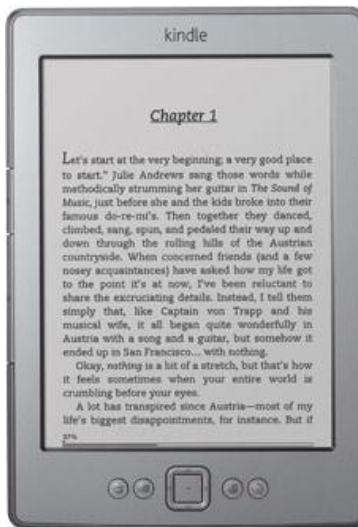 kindle
Chapter 1
Let's start at the very beginning; a very good place
to start." Julie Andrews sang those words while
methodically strumming her guitar in The Sound of
Music, just before she and the kids broke into their
famous do-re-mi's. Then together they danced,
climbed, sang, spun, and pedaled their way up and
down through the rolling hills of the Austrian
countryside. When concerned friends (and a few
nosey acquaintances) have asked how my life got
to the point it's at now, I've been reluctant to
share the excruciating details. Instead, I tell them
simply that, like Captain von Trapp and his
musical wife, it all began quite wonderfully in
Austria with a song and a guitar, but somehow it
ended up in San Francisco... with nothing.
Okay, nothing is a bit of a stretch, but that's how
it feels sometimes when your entire world is
crumbling before your eyes.
A lot has transpired since Austria—most of my
life's biggest disappointments, for instance. But if